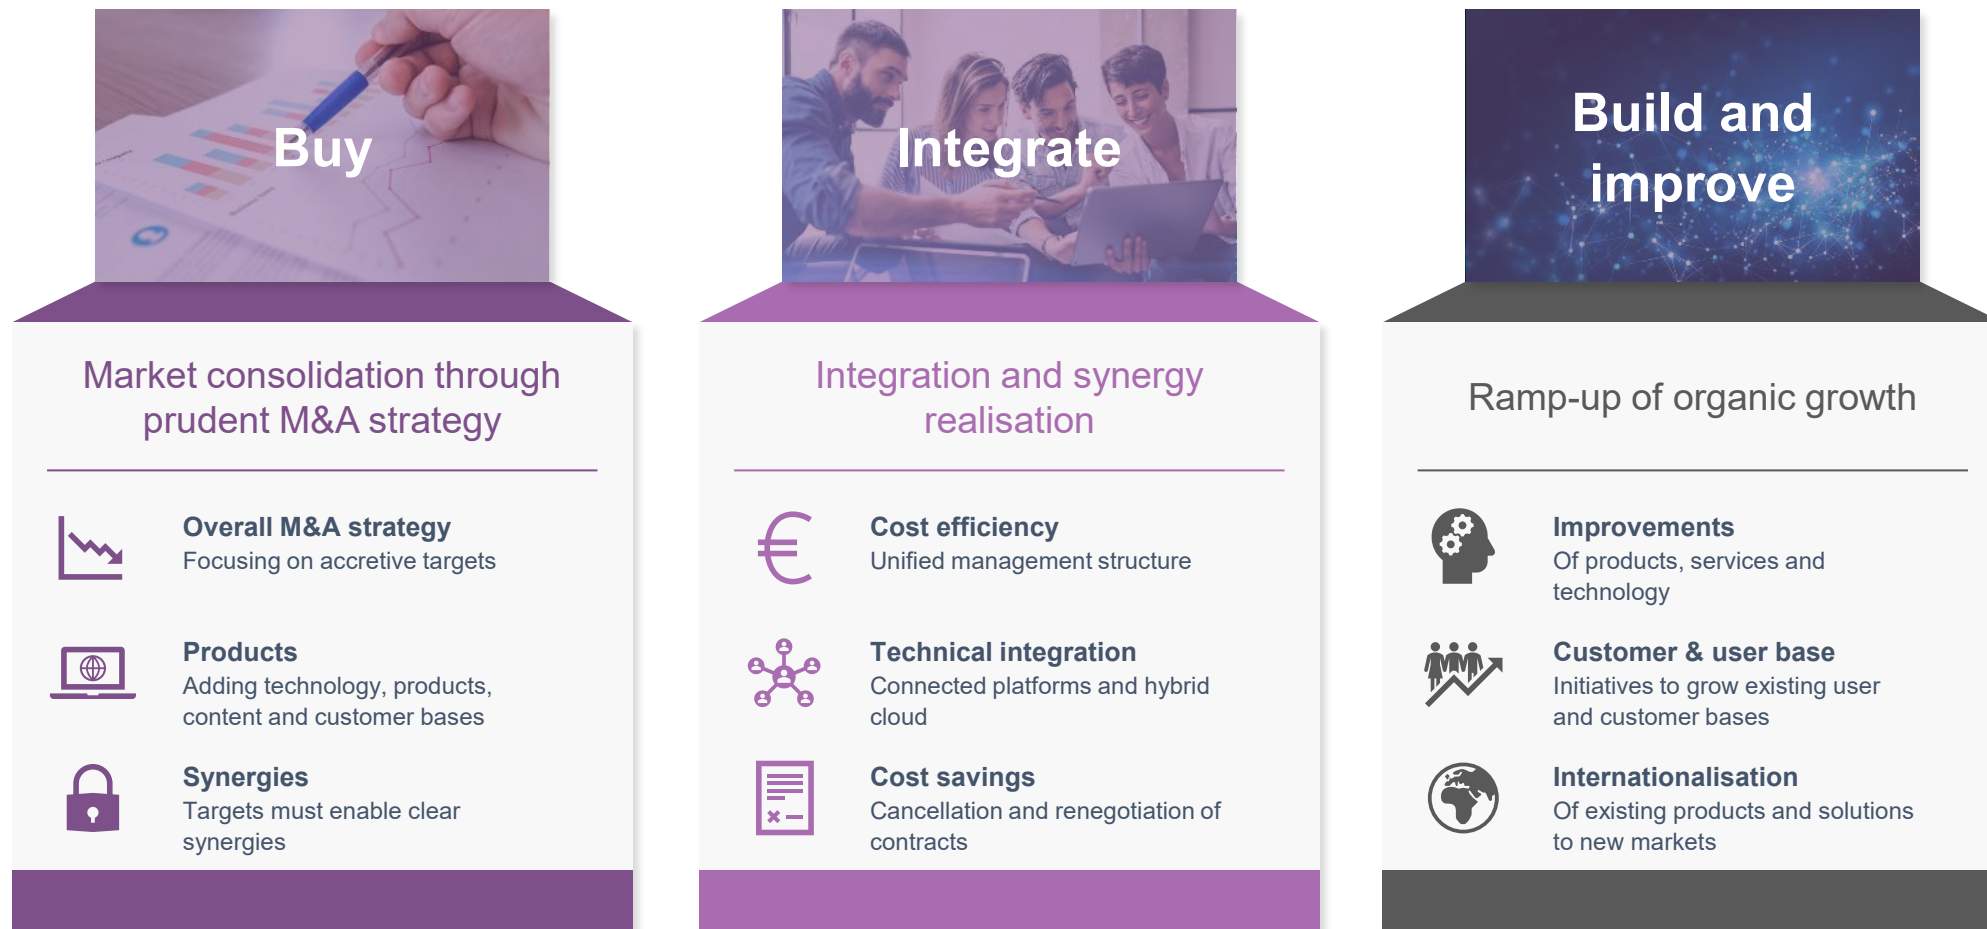 Buy
Market consolidation through
prudent M&A strategy
Overall M&A strategy
Focusing on accretive targets
Products
Adding technology, products,
content and customer bases
Synergies
Targets must enable clear
synergies
Integrate
Integration and synergy
realisation
Cost efficiency
Unified management structure
Technical integration
Connected platforms and hybrid
cloud
Cost savings
Cancellation and renegotiation of
contracts
Build and
improve
Ramp-up of organic growth
Improvements
Of products, services and
technology
Customer & user base
Initiatives to grow existing user
and customer bases
Internationalisation
Of existing products and solutions
to new markets